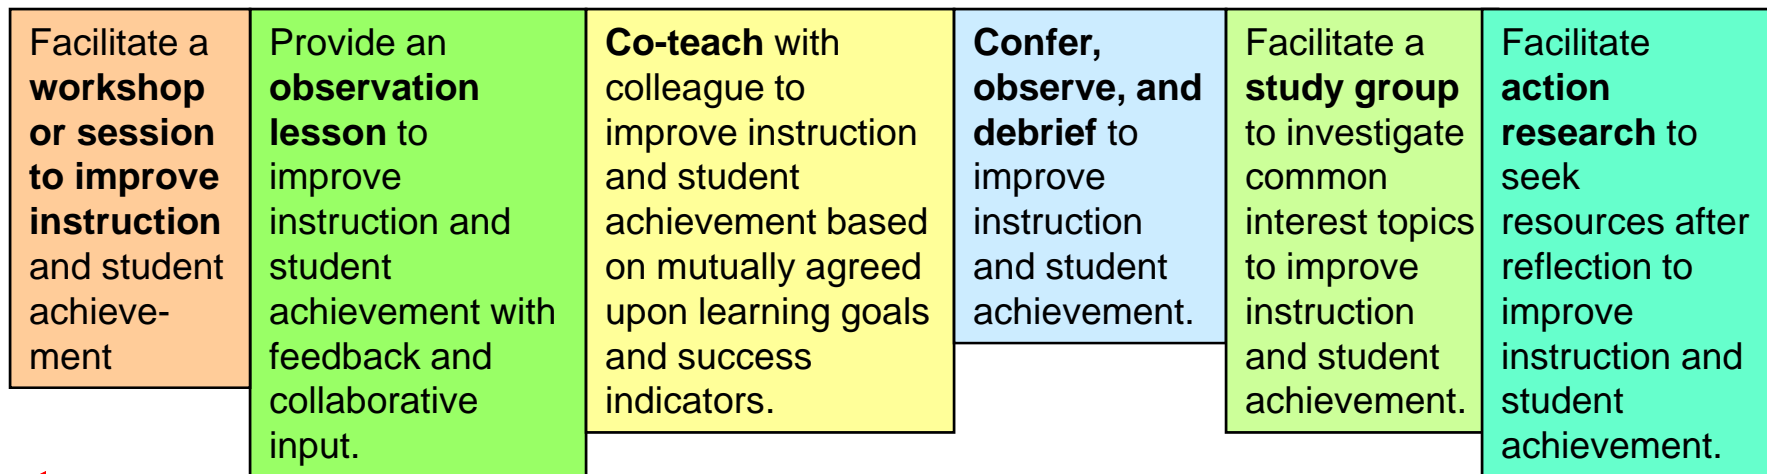 Facilitate a
workshop
or session
to improve
instruction
and student
achieve-
ment
Provide an
observation
lesson to
improve
instruction and
student
achievement with
feedback and
collaborative
input.
Co-teach with
colleague to
improve instruction
and student
achievement based
on mutually agreed
upon learning goals
and success
indicators.
Confer,
observe, and
debrief to
improve
instruction
and student
achievement.
Facilitate a
study group
to investigate
common
interest topics
to improve
instruction
and student
achievement.
Facilitate
action
research to
seek
resources after
reflection to
improve
instruction and
student
achievement.